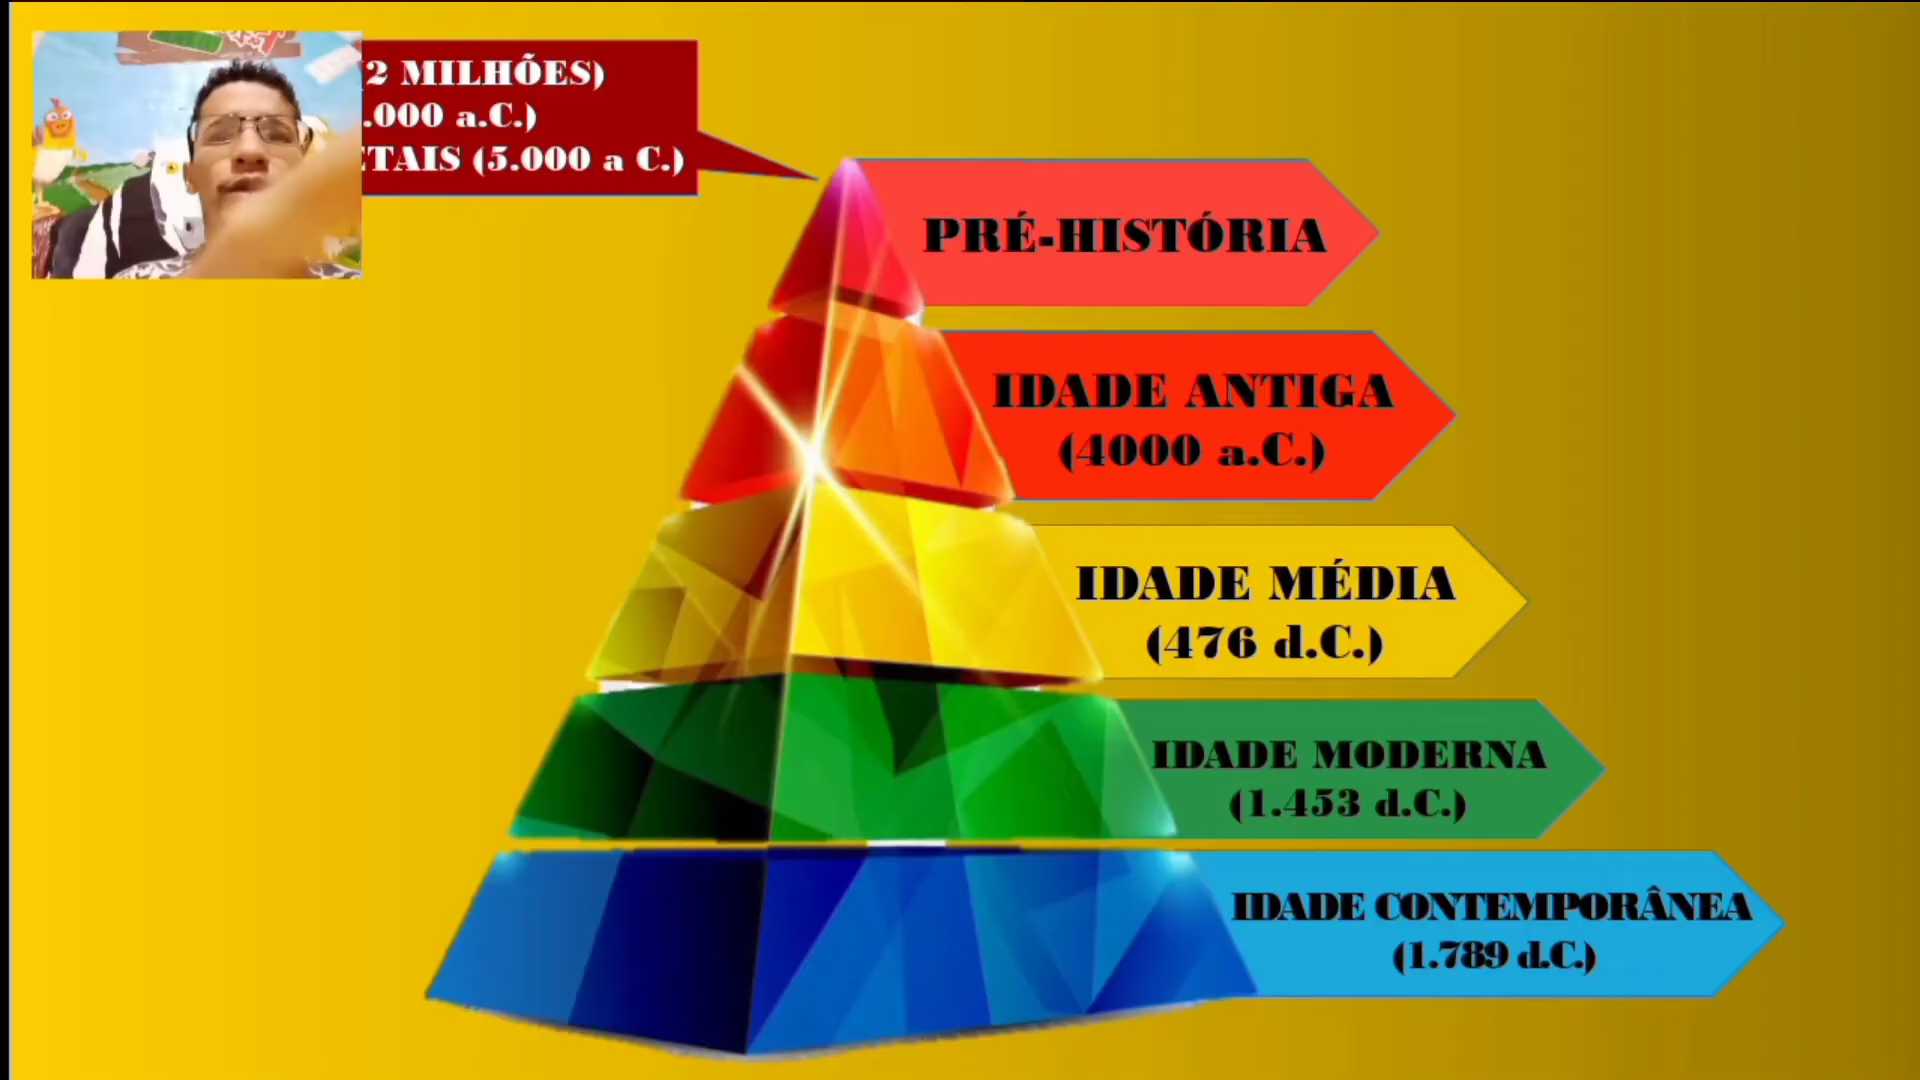 (2 MILHÕES)
.000 a.C.)
ETAIS (5.000 a C.)
PRÉ-HISTÓRIA
IDADE ANTIGA
(4000 a.C.)
IDADE MÉDIA
(476 d.C.)
IDADE MODERNA
(1.453 d.C.)
IDADE CONTEMPORÂNEA
(1.789 d.C.)